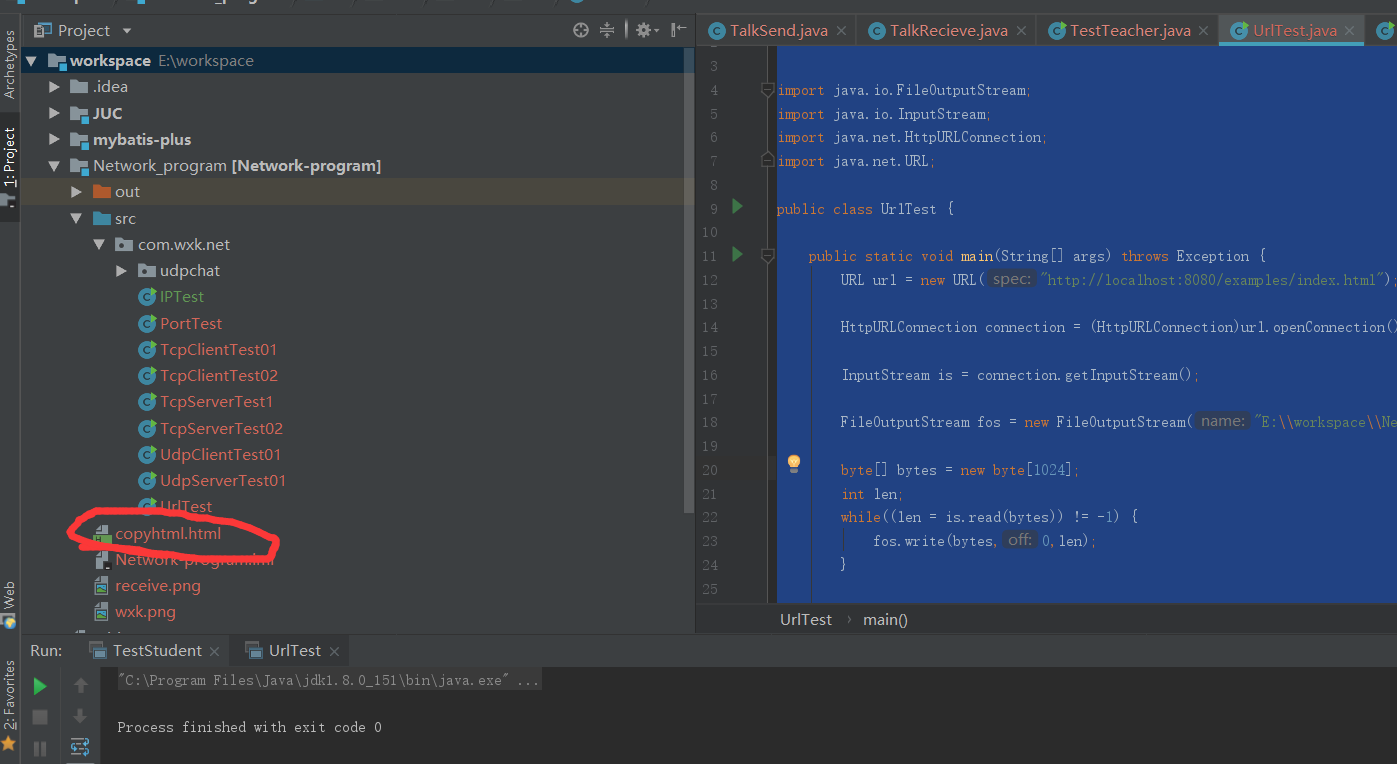 Project
TalkSend.java
TalkRecieve.java
TestTeacher.java
UrlTest.java
Archetypes
1: Project
Web
2: Favorites
workspace E:\workspace
.idea
JUC
mybatis-plus
Network_program [Network-program]
out
src
com.wxk.net
udpchat
IPTest
PortTest
TcpClientTest01
TcpClientTest02
TcpServerTest1
TcpServerTest02
UdpClientTest01
UdpServerTest01
UrlTest
copyhtml.html
Network-program.iml
receive.png
wxk.png
3
4 import java.io.FileOutputStream;
5 import java.io.InputStream;
6 import java.net.HttpURLConnection;
7 import java.net.URL;
8
9 public class UrlTest {
10
11 public static void main(String[] args) throws Exception {
12 URL url = new URL( spec: "http://localhost:8080/examples/index.html");
13
14 HttpURLConnection connection = (HttpURLConnection)url.openConnection()
15
16 InputStream is = connection.getInputStream();
17
18 FileOutputStream fos = new FileOutputStream( name: "E:\\workspace\\Ne
19
20 byte[] bytes = new byte[1024];
21 int len;
22 while((len = is.read(bytes)) != -1) {
23 fos.write(bytes, off: 0,len);
24 }
25
UrlTest › main()
Run: TestStudent UrlTest
"C:\Program Files\Java\jdk1.8.0_151\bin\java.exe" ...
Process finished with exit code 0